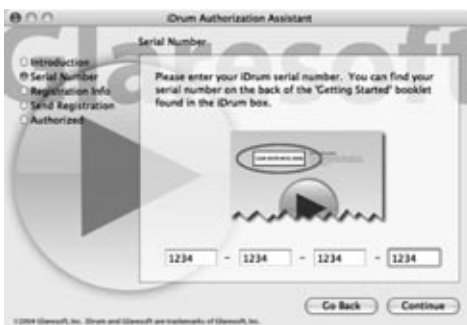 iDrum Authorization Assistant
Glaresoft
Serial Number
Introduction
Serial Number
Registration Info
Send Registration
Authorized
Please enter your iDrum serial number. You can find your
serial number on the back of the 'Getting Started' booklet
found in the iDrum box.
1234 - 1234 - 1234 - 1234
Go Back
Continue
©2004 Glaresoft, Inc. iDrum and Glaresoft are trademarks of Glaresoft, Inc.